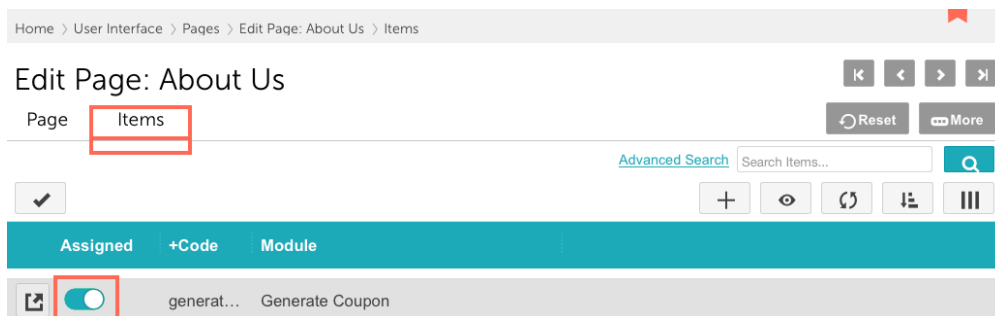 Home > User Interface > Pages > Edit Page: About Us > Items
Edit Page: About Us
Page Items
Reset More
Advanced Search Search Items...
Assigned +Code Module
generat... Generate Coupon